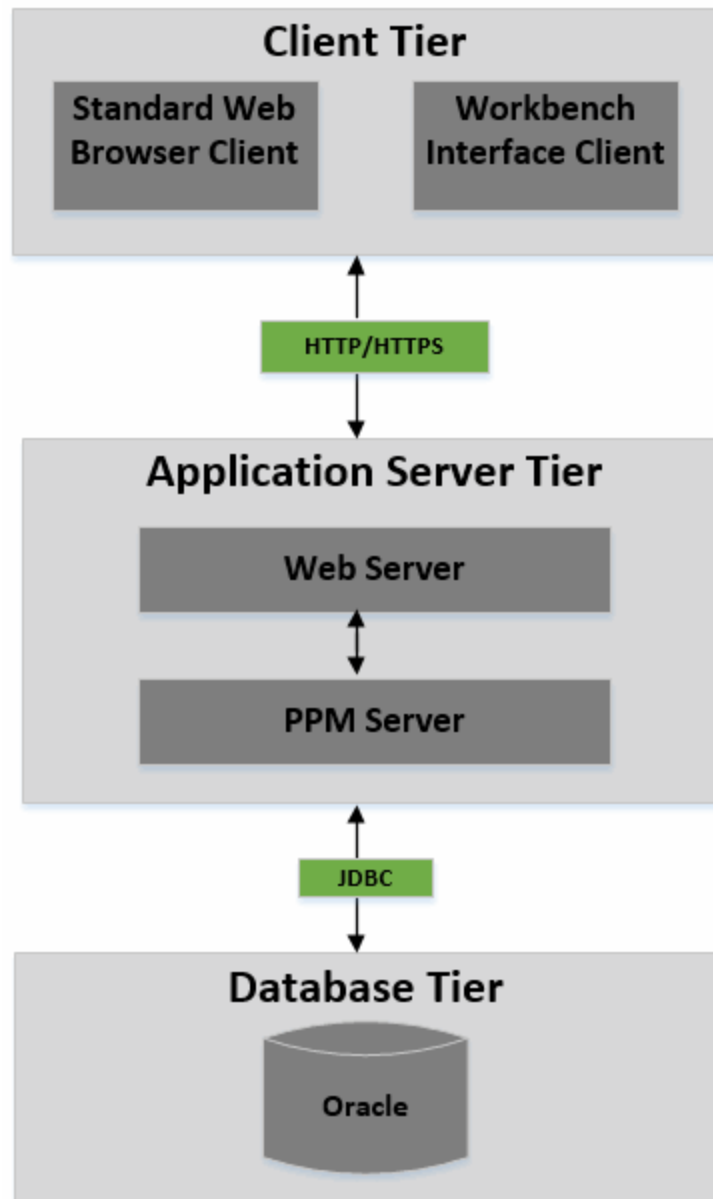 Client Tier
Standard Web
Browser Client
Workbench
Interface Client
HTTP/HTTPS
Application Server Tier
Web Server
PPM Server
JDBC
Database Tier
Oracle